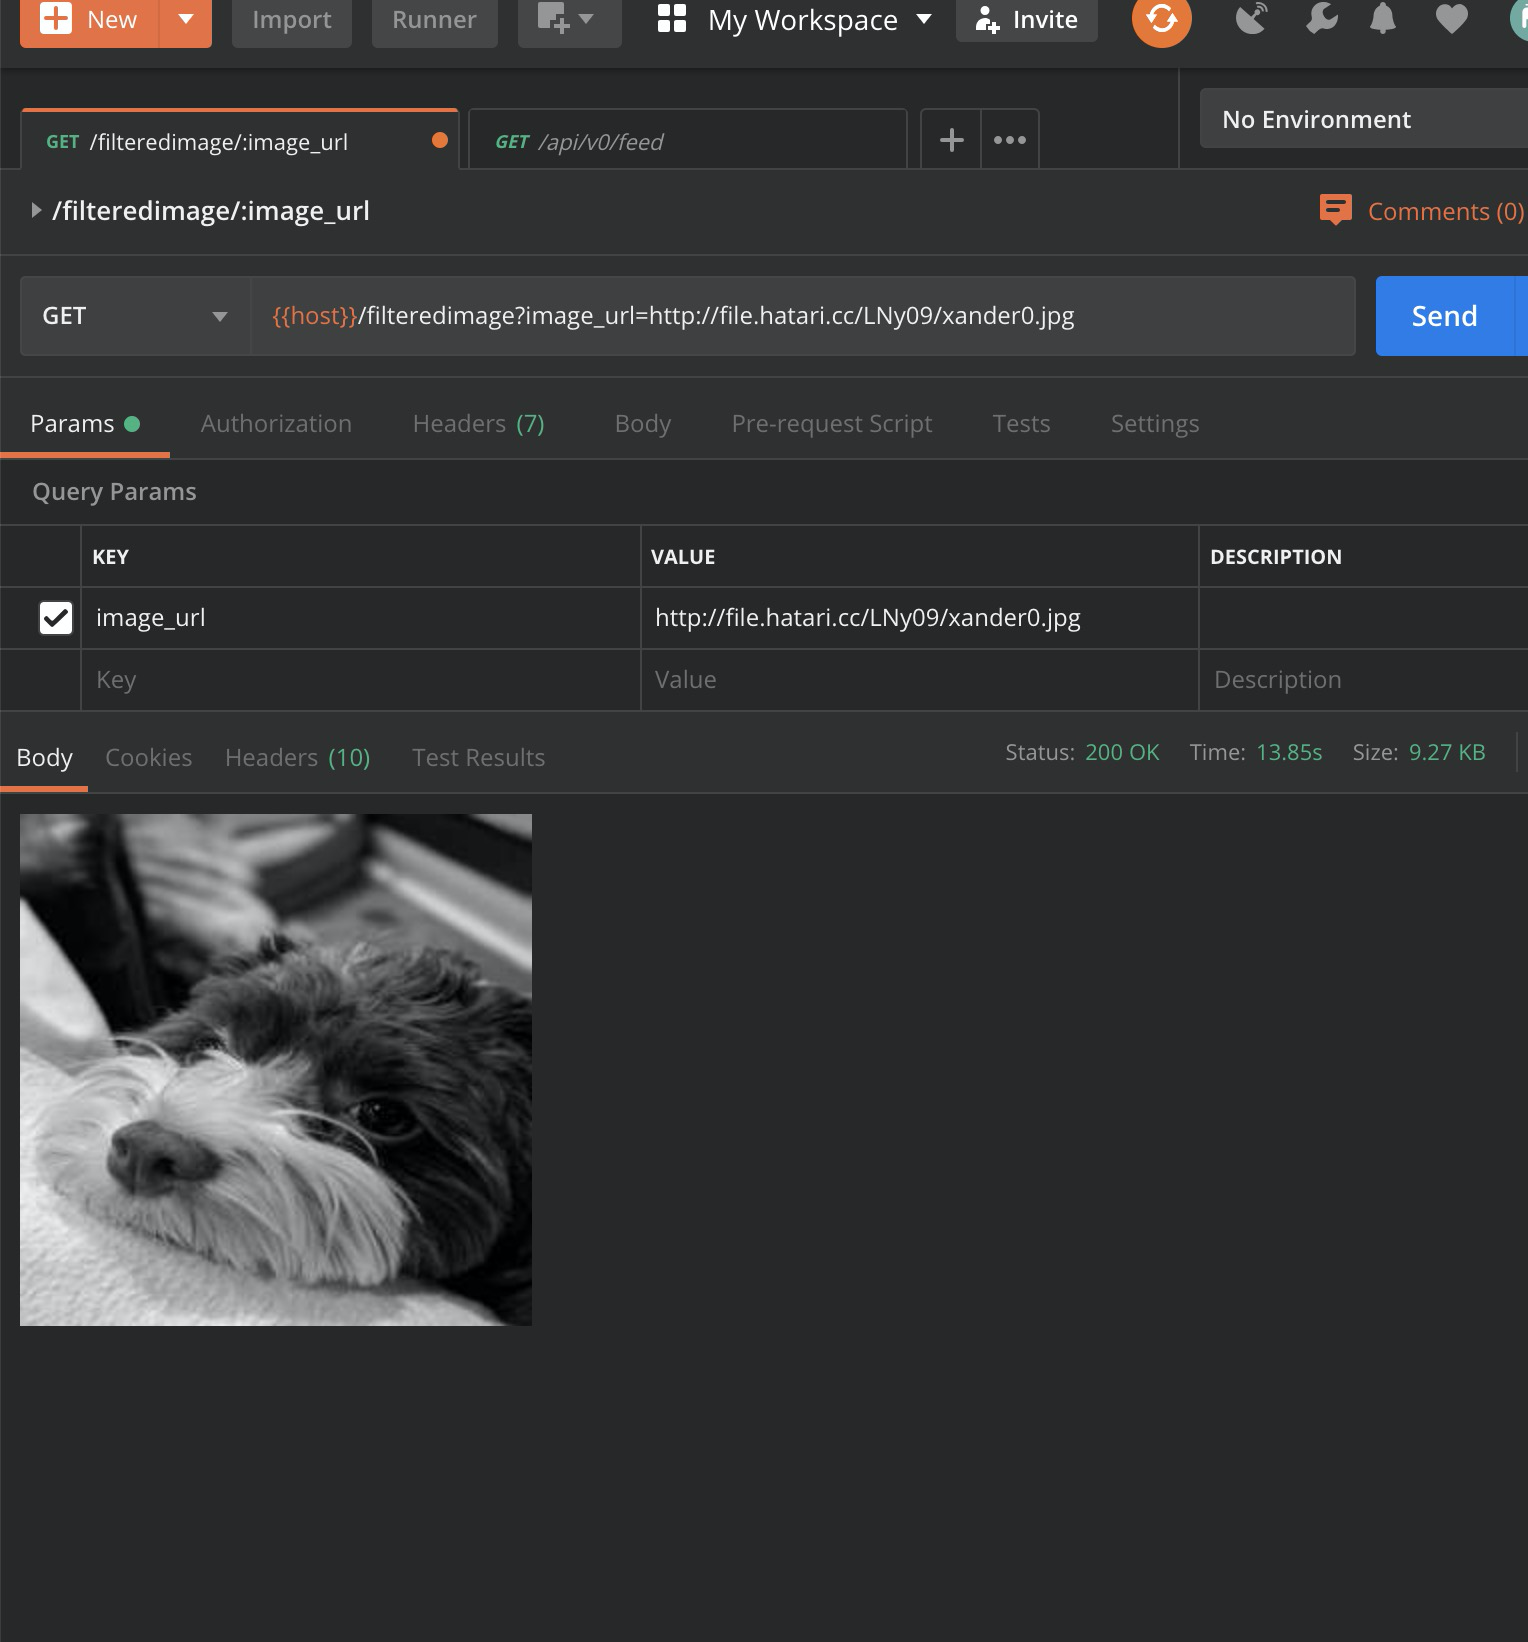 New Import Runner My Workspace Invite
GET /filteredimage/:image_url GET /api/v0/feed No Environment
/filteredimage/:image_url Comments (0)
GET {{host}}/filteredimage?image_url=http://file.hatari.cc/LNy09/xander0.jpg Send
Params Authorization Headers (7) Body Pre-request Script Tests Settings
Query Params
KEY VALUE DESCRIPTION
image_url http://file.hatari.cc/LNy09/xander0.jpg
Key Value Description
Body Cookies Headers (10) Test Results Status: 200 OK Time: 13.85s Size: 9.27 KB